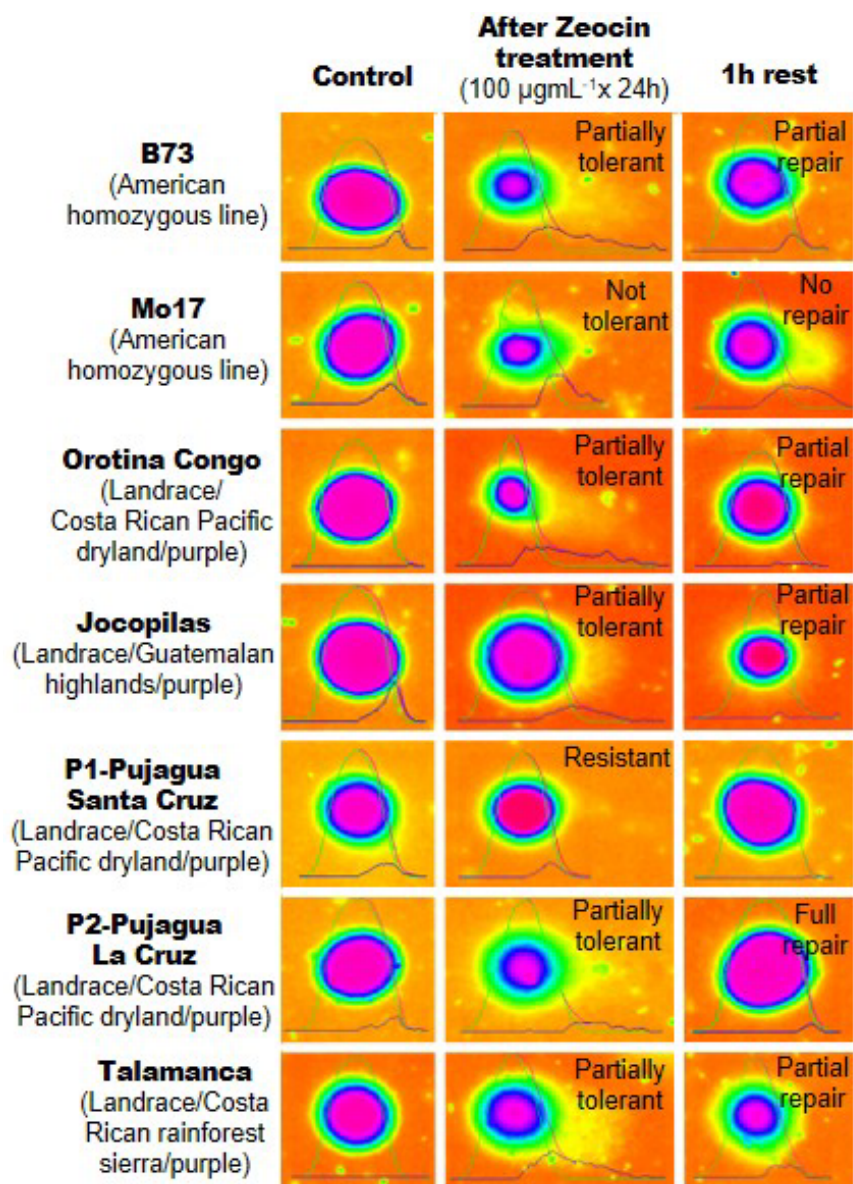 After Zeocin
treatment
Control
(100 µgmL⁻¹x 24h)
1h rest
B73
(American
homozygous line)
Partially
tolerant
Partial
repair
Mo17
(American
homozygous line)
Not
tolerant
No
repair
Orotina Congo
(Landrace/
Costa Rican Pacific
dryland/purple)
Partially
tolerant
Partial
repair
Jocopilas
(Landrace/Guatemalan
highlands/purple)
Partially
tolerant
Partial
repair
P1-Pujagua
Santa Cruz
(Landrace/Costa Rican
Pacific dryland/purple)
Resistant
P2-Pujagua
La Cruz
(Landrace/Costa Rican
Pacific dryland/purple)
Partially
tolerant
Full
repair
Talamanca
(Landrace/Costa
Rican rainforest
sierra/purple)
Partially
tolerant
Partial
repair